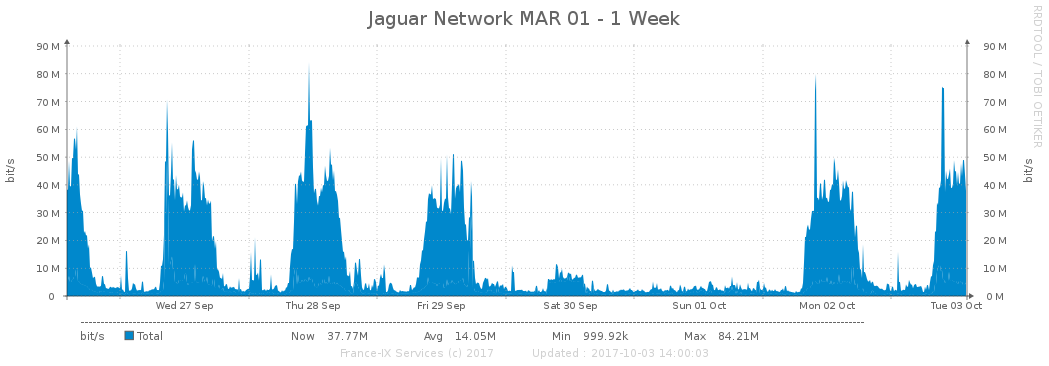 Jaguar Network MAR 01 - 1 Week
RRDTOOL / TOBI OETIKER
bit/s
bit/s
90 M 90 M
80 M 80 M
70 M 70 M
60 M 60 M
50 M 50 M
40 M 40 M
30 M 30 M
20 M 20 M
10 M 10 M
0 0 M
Wed 27 Sep Thu 28 Sep Fri 29 Sep Sat 30 Sep Sun 01 Oct Mon 02 Oct Tue 03 Oct
bit/s Total Now 37.77M Avg 14.05M Min 999.92k Max 84.21M
France-IX Services (c) 2017 Updated : 2017-10-03 14:00:03